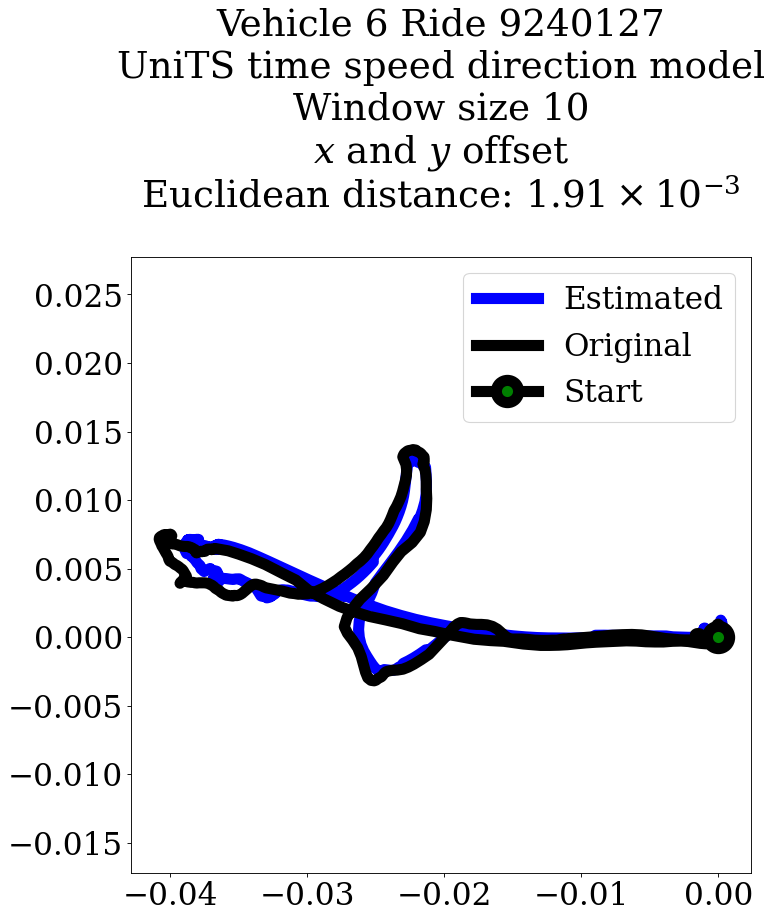 Vehicle 6 Ride 9240127
UniTS time speed direction model
Window size 10
x and y offset
Euclidean distance: 1.91 × 10⁻³
Estimated
Original
Start
0.025
0.020
0.015
0.010
0.005
0.000
−0.005
−0.010
−0.015
−0.04
−0.03
−0.02
−0.01
0.00